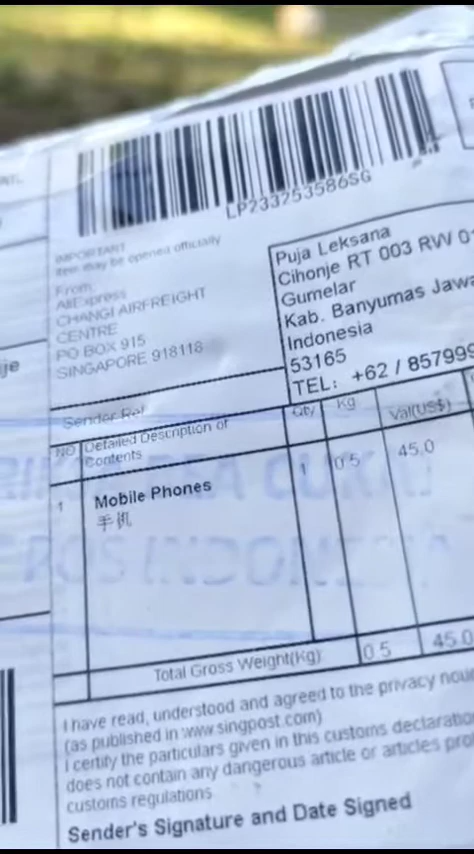 LP233253586SG
IMPORTANT
Item may be opened officially
From:
AliExpress
CHANGI AIRFREIGHT
CENTRE
PO BOX 915
SINGAPORE 918118
Puja Leksana
Cihonje RT 003 RW
Gumelar
Kab. Banyumas Jawa
Indonesia
53165
TEL: +62 / 857999
Sender Ref
NO Detailed Description of Contents Qty Kg Val(US$)
1 Mobile Phones 1 0.5 45.0
手机
POS INDONESIA
Total Gross Weight(Kg) 0.5 45.0
I have read, understood and agreed to the privacy
(as published in www.singpost.com)
I certify the particulars given in this customs declaration
does not contain any dangerous article or articles
customs regulations
Sender's Signature and Date Signed